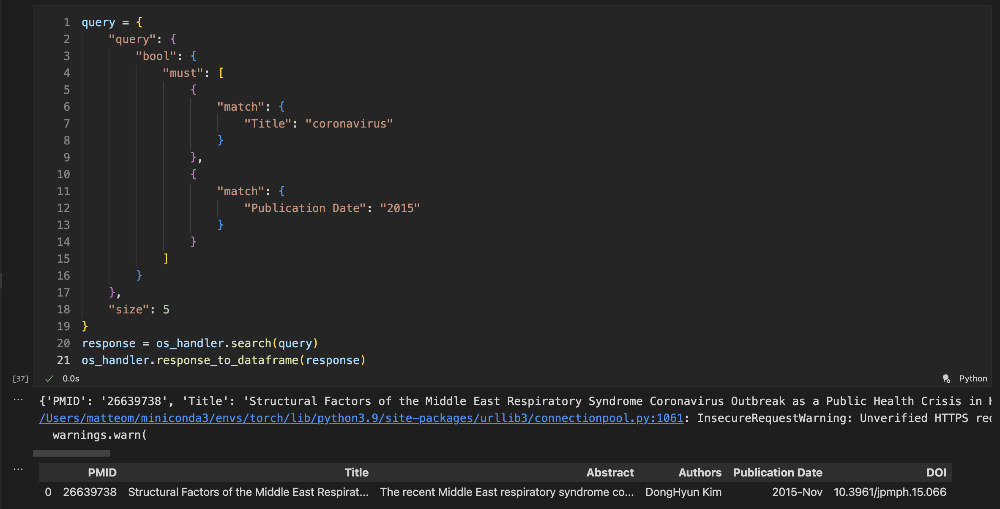 1 query = {
2     "query": {
3         "bool": {
4             "must": [
5                 {
6                     "match": {
7                         "Title": "coronavirus"
8                     }
9                 },
10                 {
11                     "match": {
12                         "Publication Date": "2015"
13                     }
14                 }
15             ]
16         }
17     },
18     "size": 5
19 }
20 response = os_handler.search(query)
21 os_handler.response_to_dataframe(response)
[37] ✓ 0.0s Python
... {'PMID': '26639738', 'Title': 'Structural Factors of the Middle East Respiratory Syndrome Coronavirus Outbreak as a Public Health Crisis in
/Users/matteom/miniconda3/envs/torch/lib/python3.9/site-packages/urllib3/connectionpool.py:1061: InsecureRequestWarning: Unverified HTTPS
  warnings.warn(
... PMID Title Abstract Authors Publication Date DOI
0 26639738 Structural Factors of the Middle East Respirat... The recent Middle East respiratory syndrome co... DongHyun Kim 2015-Nov 10.3961/jpmph.15.066